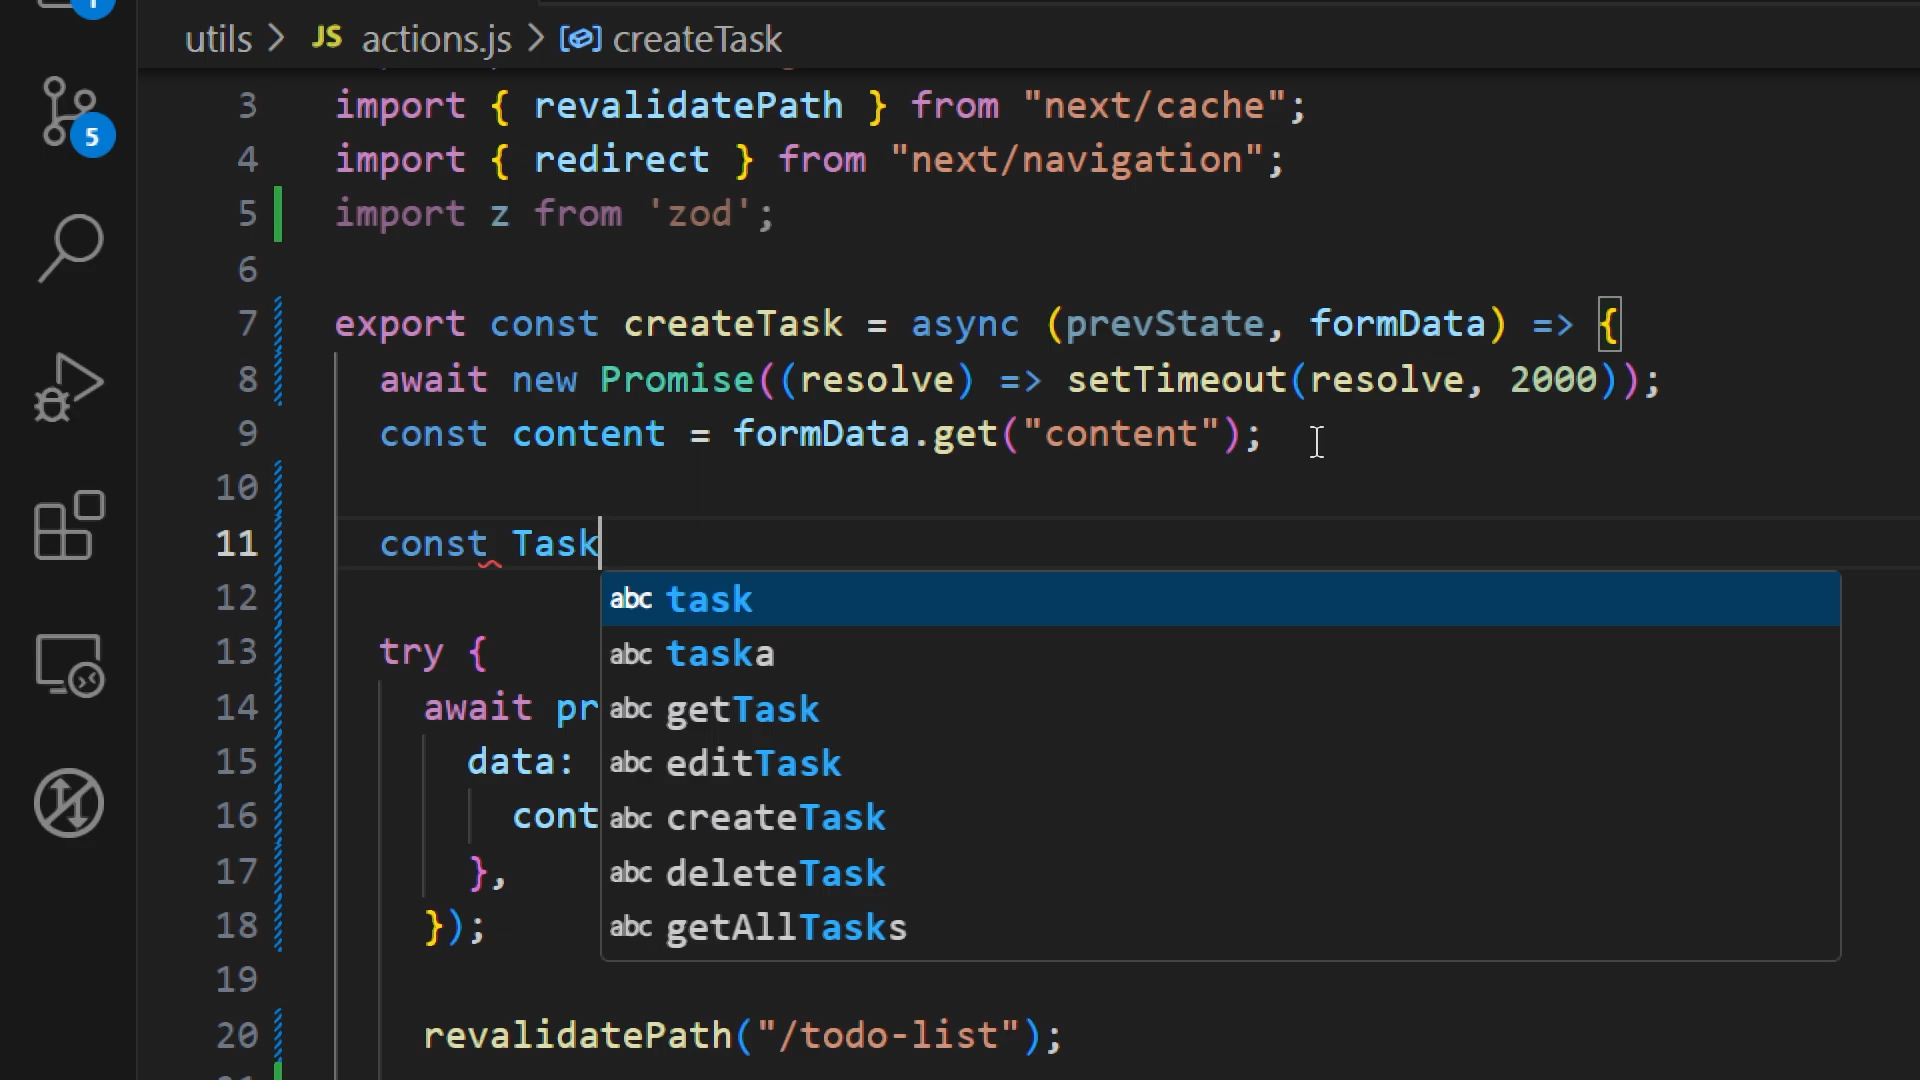 1
utils > JS actions.js > createTask
3 import { revalidatePath } from "next/cache";
4 import { redirect } from "next/navigation";
5 import z from 'zod';
6
7 export const createTask = async (prevState, formData) => {
8 await new Promise((resolve) => setTimeout(resolve, 2000));
9 const content = formData.get("content");
10
11 const Task
12
13 try {
14 await pr
15 data:
16 cont
17 },
18 });
19
20 revalidatePath("/todo-list");
abc task
abc taska
abc getTask
abc editTask
abc createTask
abc deleteTask
abc getAllTasks
5